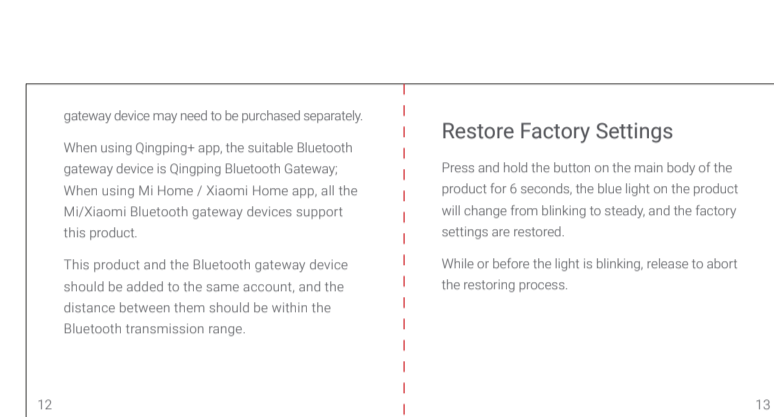 gateway device may need to be purchased separately.
When using Qingping+ app, the suitable Bluetooth
gateway device is Qingping Bluetooth Gateway;
When using Mi Home / Xiaomi Home app, all the
Mi/Xiaomi Bluetooth gateway devices support
this product.
This product and the Bluetooth gateway device
should be added to the same account, and the
distance between them should be within the
Bluetooth transmission range.
12
Restore Factory Settings
Press and hold the button on the main body of the
product for 6 seconds, the blue light on the product
will change from blinking to steady, and the factory
settings are restored.
While or before the light is blinking, release to abort
the restoring process.
13